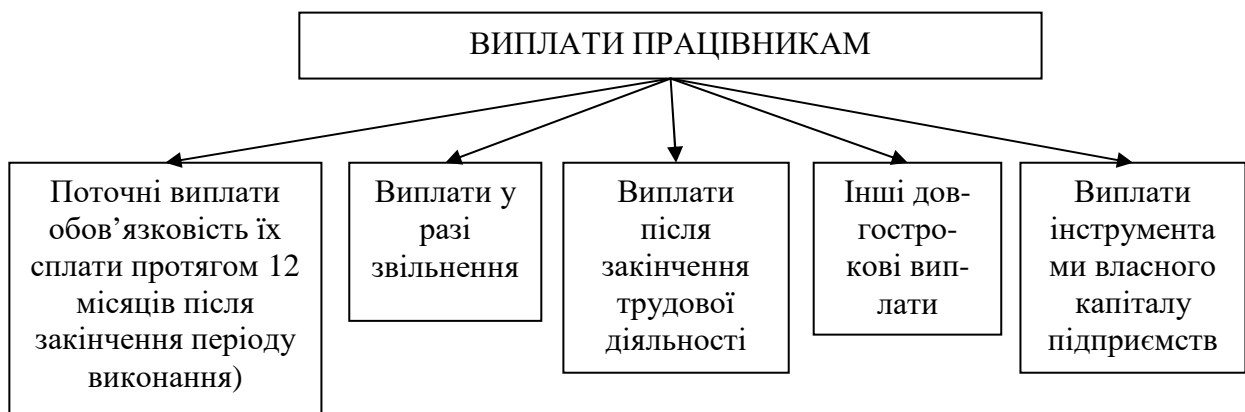 ВИПЛАТИ ПРАЦІВНИКАМ
Поточні виплати
обов’язковість їх
сплати протягом 12
місяців після
закінчення періоду
виконання)
Виплати у
разі
звільнення
Виплати
після
закінчення
трудової
діяльності
Інші дов-
гостро-
кові вип-
лати
Виплати
інструмента
ми власного
капіталу
підприємств